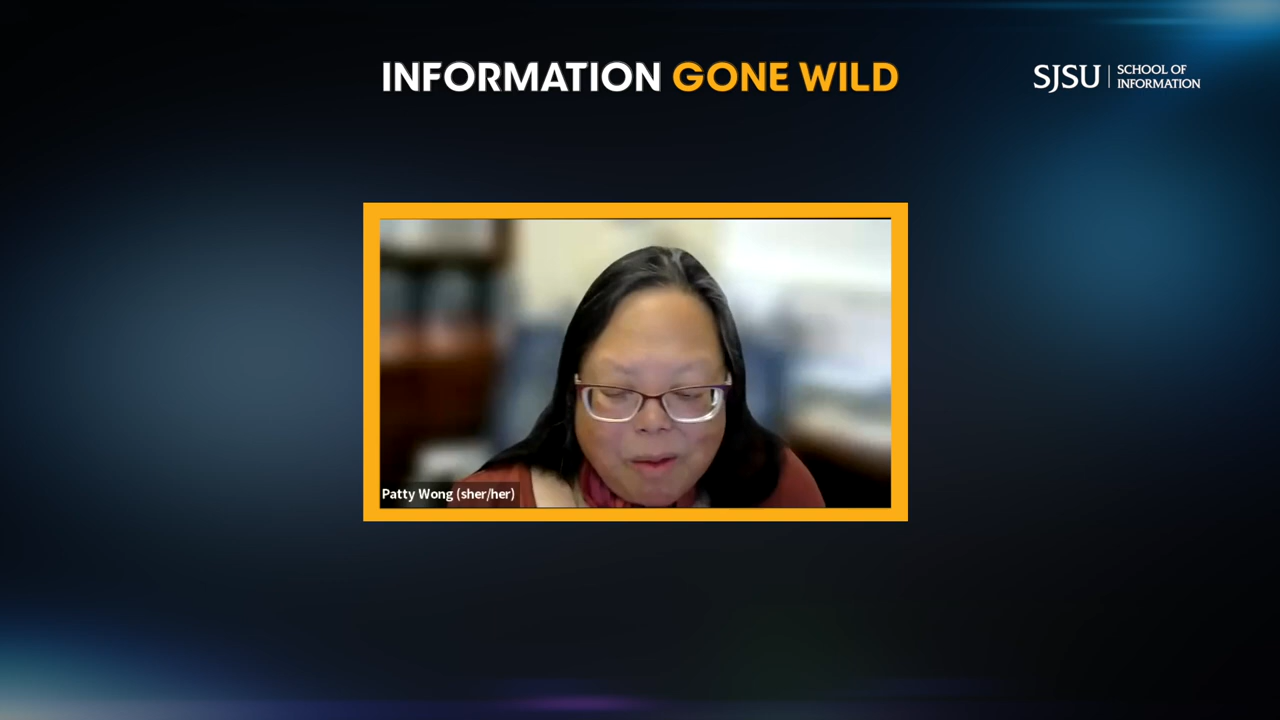 INFORMATION GONE WILD
SJSU
SCHOOL OF
INFORMATION
Patty Wong (sher/her)